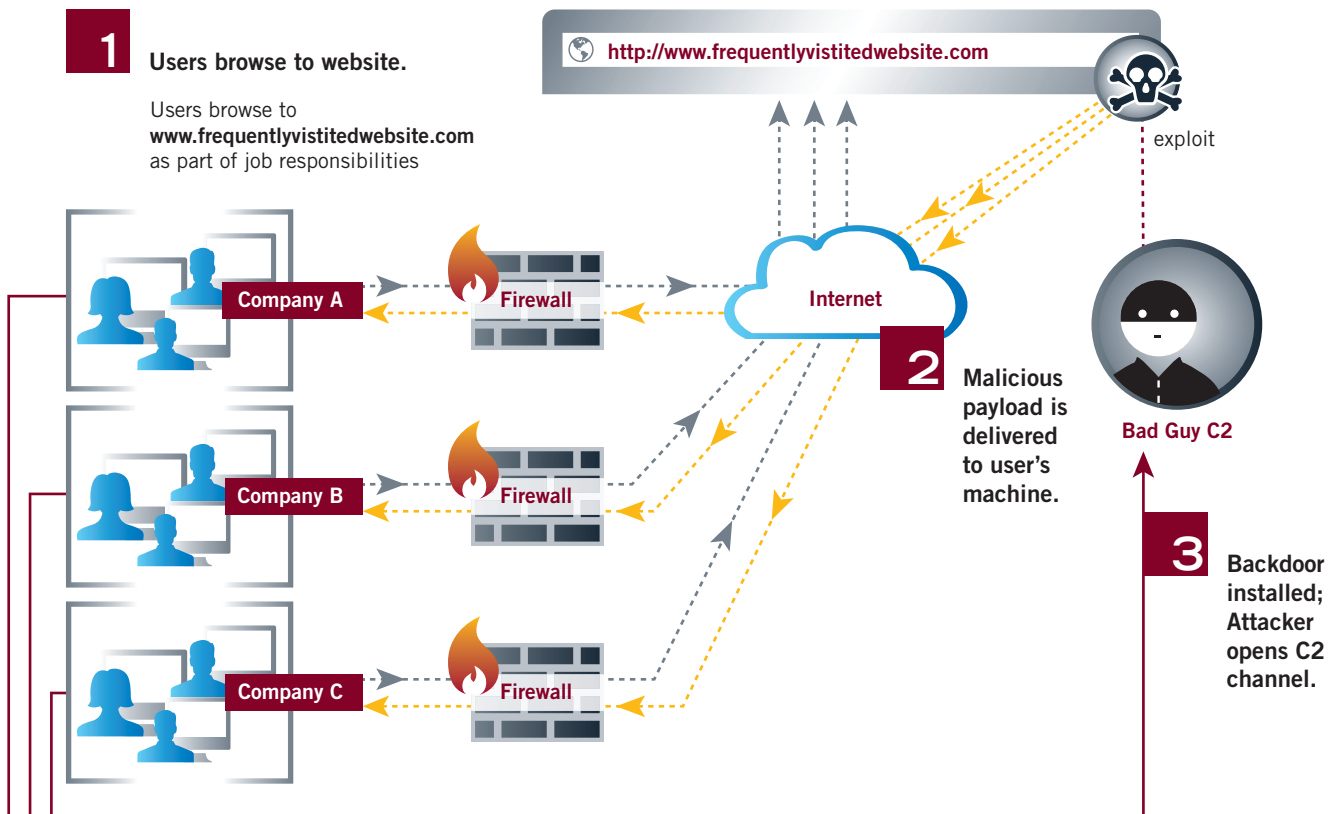 1
Users browse to website.
Users browse to
www.frequentlyvistitedwebsite.com
as part of job responsibilities
http://www.frequentlyvistitedwebsite.com
exploit
Company A
Firewall
Internet
2
Malicious
payload is
delivered
to user’s
machine.
Bad Guy C2
Company B
Firewall
3
Backdoor
installed;
Attacker
opens C2
channel.
Company C
Firewall